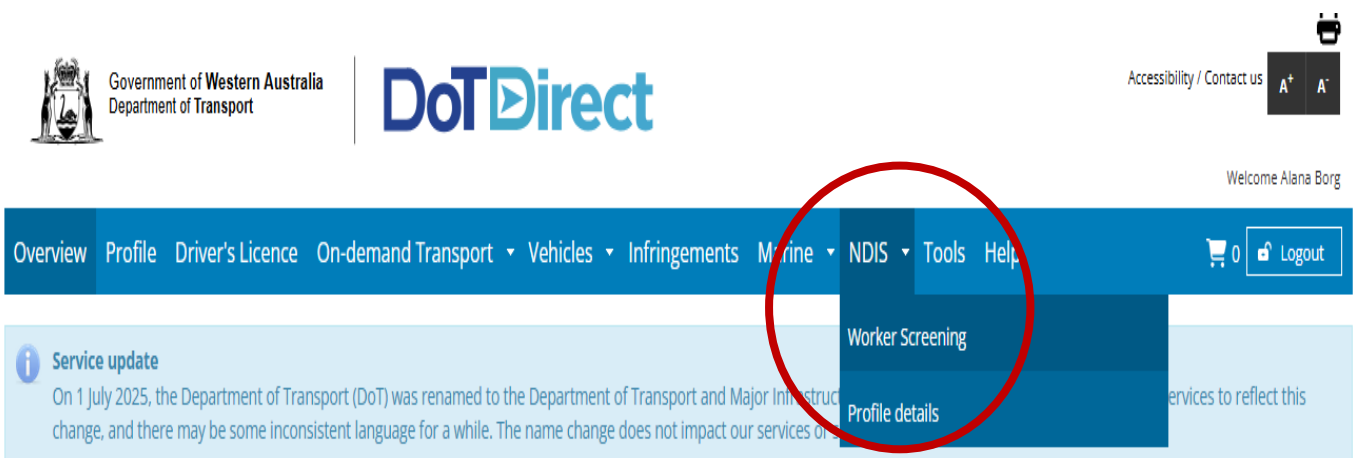 Government of Western Australia
Department of Transport
DoTDirect
Accessibility / Contact us A+ A-
Welcome Alana Borg
Overview Profile Driver's Licence On-demand Transport Vehicles Infringements Marine NDIS Tools Help 0 Logout
Worker Screening
Profile details
Service update
On 1 July 2025, the Department of Transport (DoT) was renamed to the Department of Transport and Major ervices to reflect this
change, and there may be some inconsistent language for a while. The name change does not impact our services